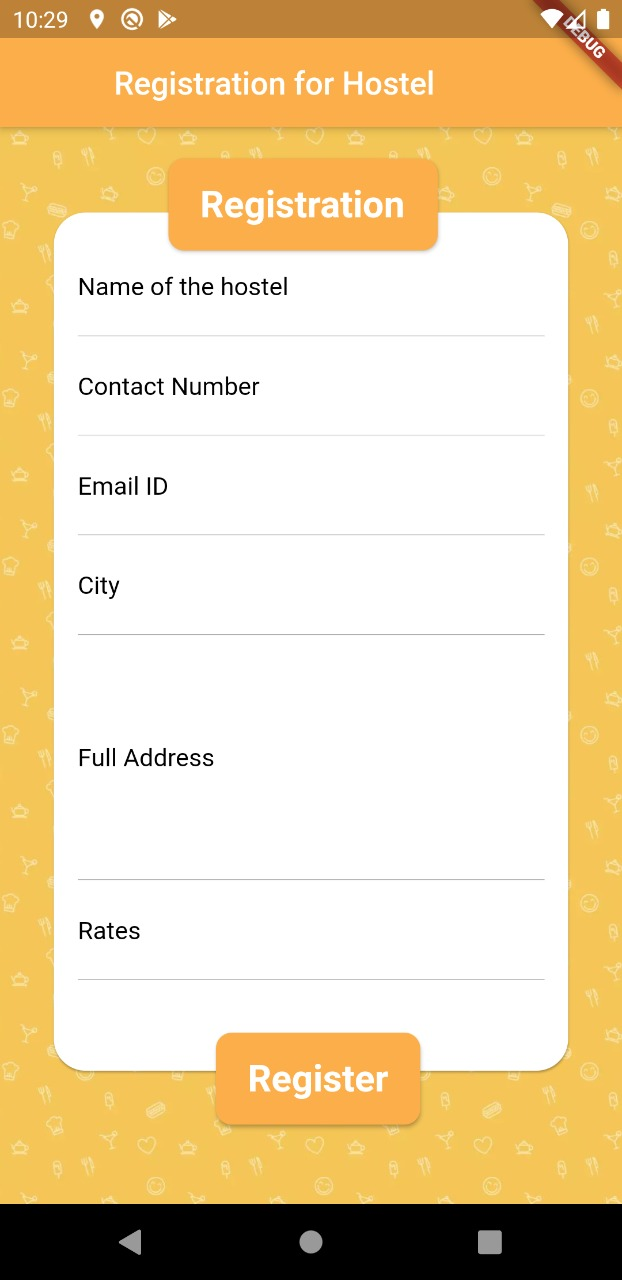 10:29
DEBUG
Registration for Hostel
Registration
Name of the hostel
Contact Number
Email ID
City
Full Address
Rates
Register